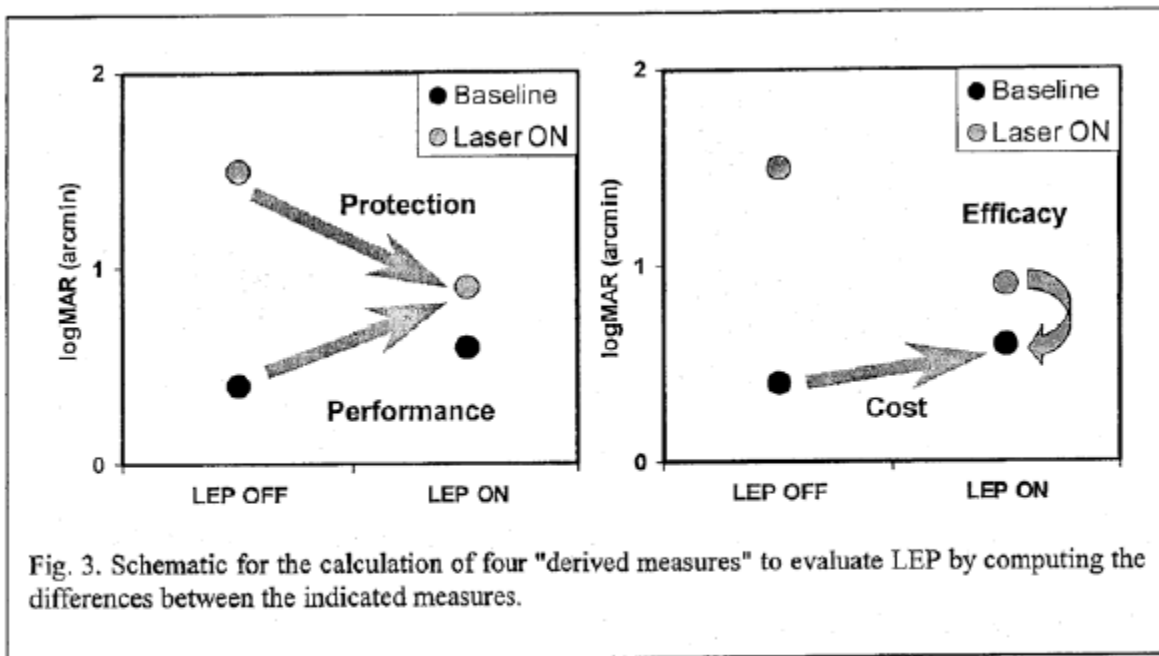 2
Baseline
Laser ON
Protection
1
logMAR (arcmin)
Performance
0
LEP OFF
LEP ON
2
Baseline
Laser ON
Efficacy
1
logMAR (arcmin)
Cost
0
LEP OFF
LEP ON
Fig. 3. Schematic for the calculation of four "derived measures" to evaluate LEP by computing the
differences between the indicated measures.